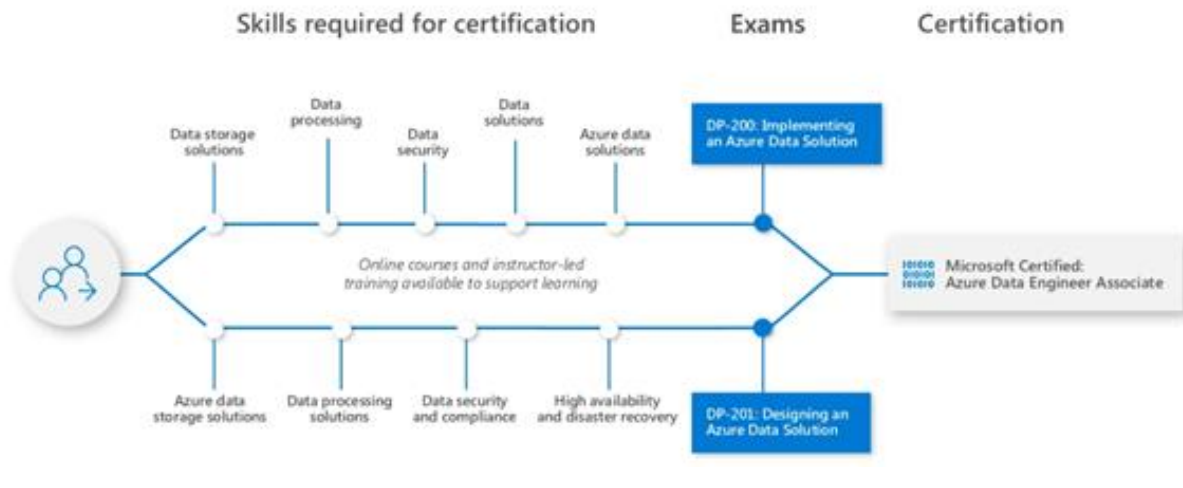 Skills required for certification
Exams
Certification
Data storage
solutions
Data
processing
Data
security
Data
solutions
Azure data
solutions
DP-200: Implementing
an Azure Data Solution
Online courses and instructor-led
training available to support learning
101010
010101
101010
Microsoft Certified:
Azure Data Engineer Associate
Azure data
storage solutions
Data processing
solutions
Data security
and compliance
High availability
and disaster recovery
DP-201: Designing an
Azure Data Solution